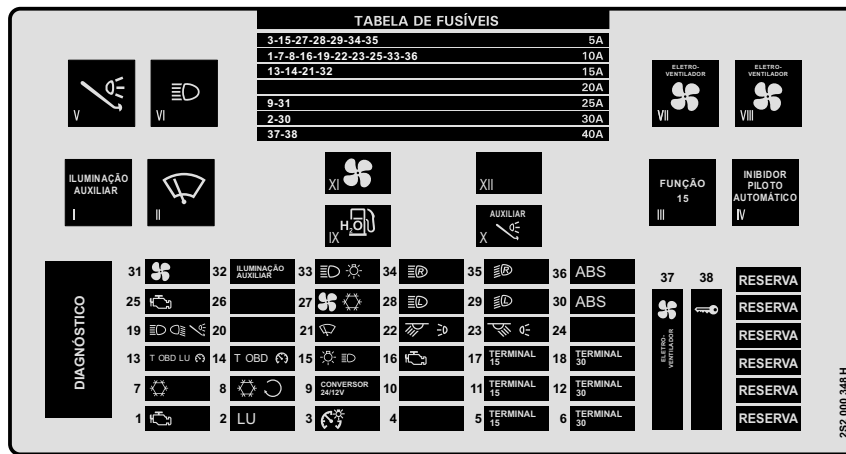 TABELA DE FUSÍVEIS
3-15-27-28-29-34-35 5A
1-7-8-16-19-22-23-25-33-36 10A
13-14-21-32 15A
20A
9-31 25A
2-30 30A
37-38 40A
V
VI
ELETRO-
VENTILADOR
VII
ELETRO-
VENTILADOR
VIII
ILUMINAÇÃO
AUXILIAR
I
II
XI
XII
FUNÇÃO
15
III
INIBIDOR
PILOTO
AUTOMÁTICO
IV
H2O
IX
AUXILIAR
X
DIAGNÓSTICO
31 32 ILUMINAÇÃO
AUXILIAR
33 34 R 35 R 36 ABS
25 26 27 28 L 29 L 30 ABS
19 20 21 22 23 24
13 T OBD LU 14 T OBD 15 16 17 TERMINAL
15
18 TERMINAL
30
7 8 9 CONVERSOR
24/12V
10 11 TERMINAL
15
12 TERMINAL
30
1 2 LU 3 4 5 TERMINAL
15
6 TERMINAL
30
37
ELETRO-
VENTILADOR
38
RESERVA
RESERVA
RESERVA
RESERVA
RESERVA
RESERVA
2S2 000 348 H